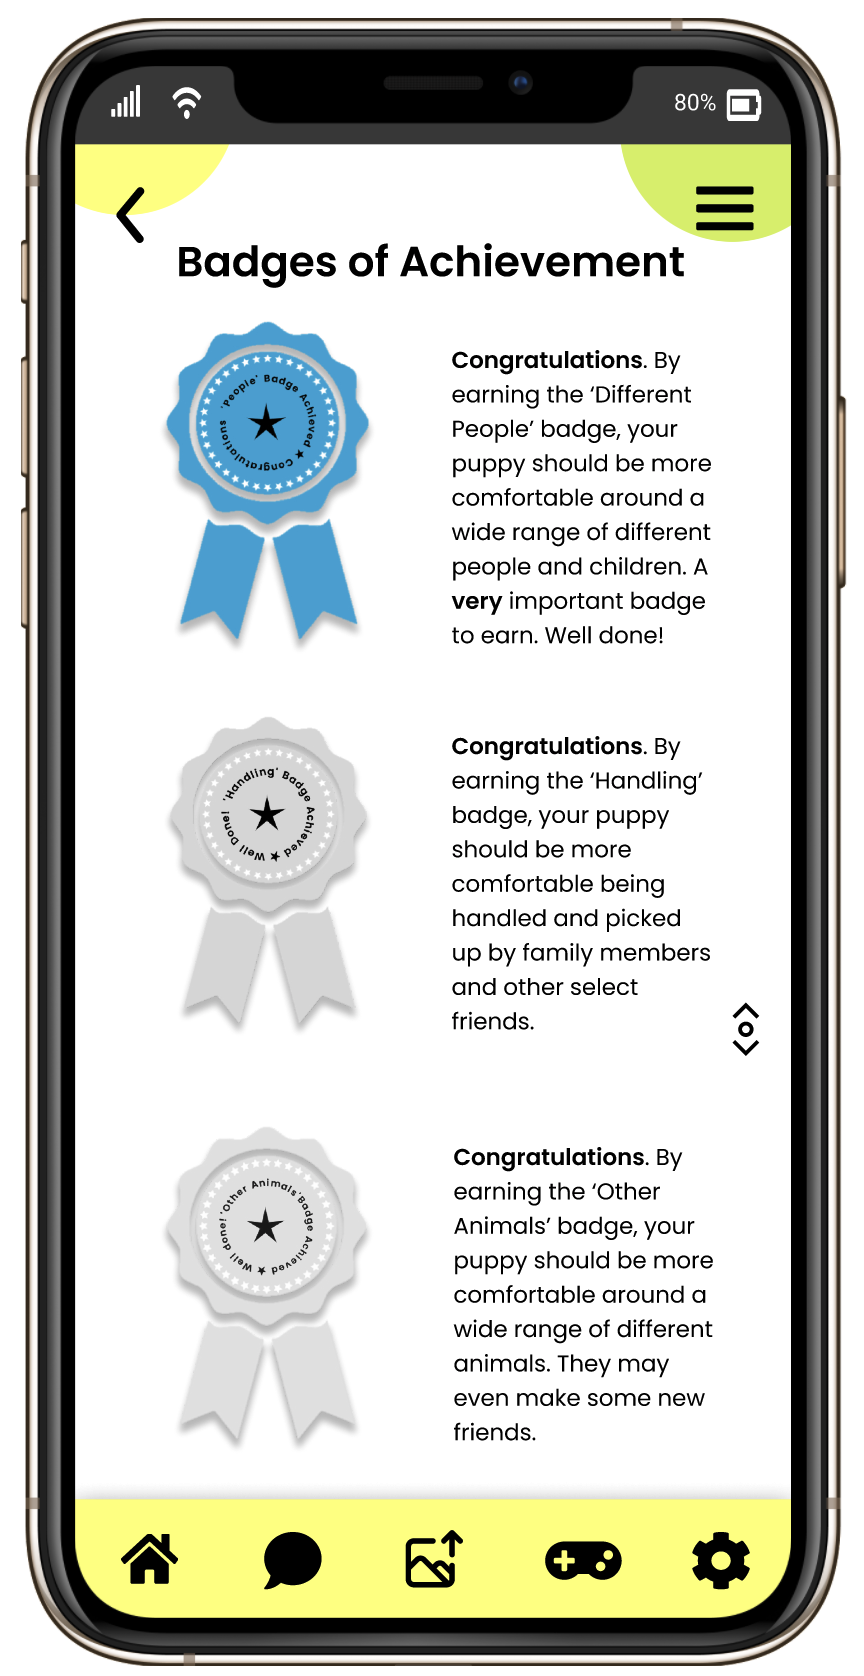 80%
Badges of Achievement
'People' Badge Achieved ★ Congratulations
Congratulations. By
earning the ‘Different
People’ badge, your
puppy should be more
comfortable around a
wide range of different
people and children. A
very important badge
to earn. Well done!
'Handling' Badge Achieved ★ Well Done!
Congratulations. By
earning the ‘Handling’
badge, your puppy
should be more
comfortable being
handled and picked
up by family members
and other select
friends.
'Other Animals' Badge Achieved ★ Well done!
Congratulations. By
earning the ‘Other
Animals’ badge, your
puppy should be more
comfortable around a
wide range of different
animals. They may
even make some new
friends.